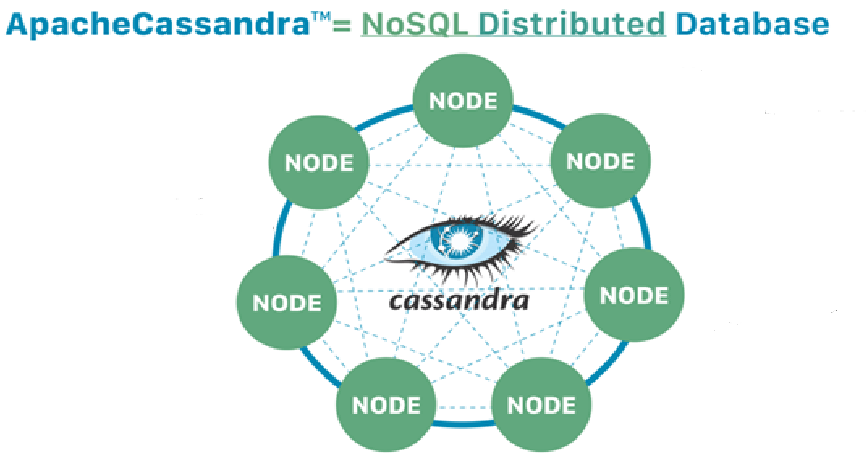 ApacheCassandra™= NoSQL Distributed Database
NODE
NODE
NODE
cassandra
NODE
NODE
NODE
NODE